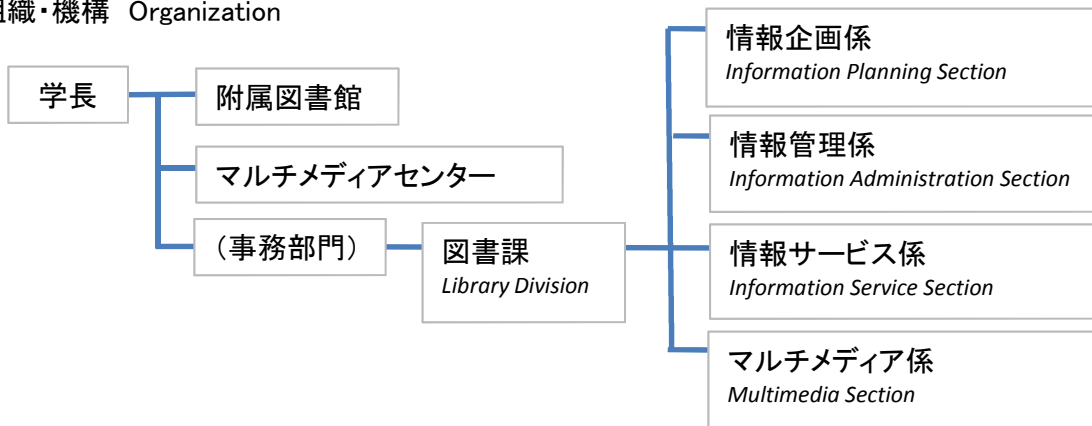 組織・機構 Organization
学長
附属図書館
マルチメディアセンター
（事務部門）
図書課
Library Division
情報企画係
Information Planning Section
情報管理係
Information Administration Section
情報サービス係
Information Service Section
マルチメディア係
Multimedia Section